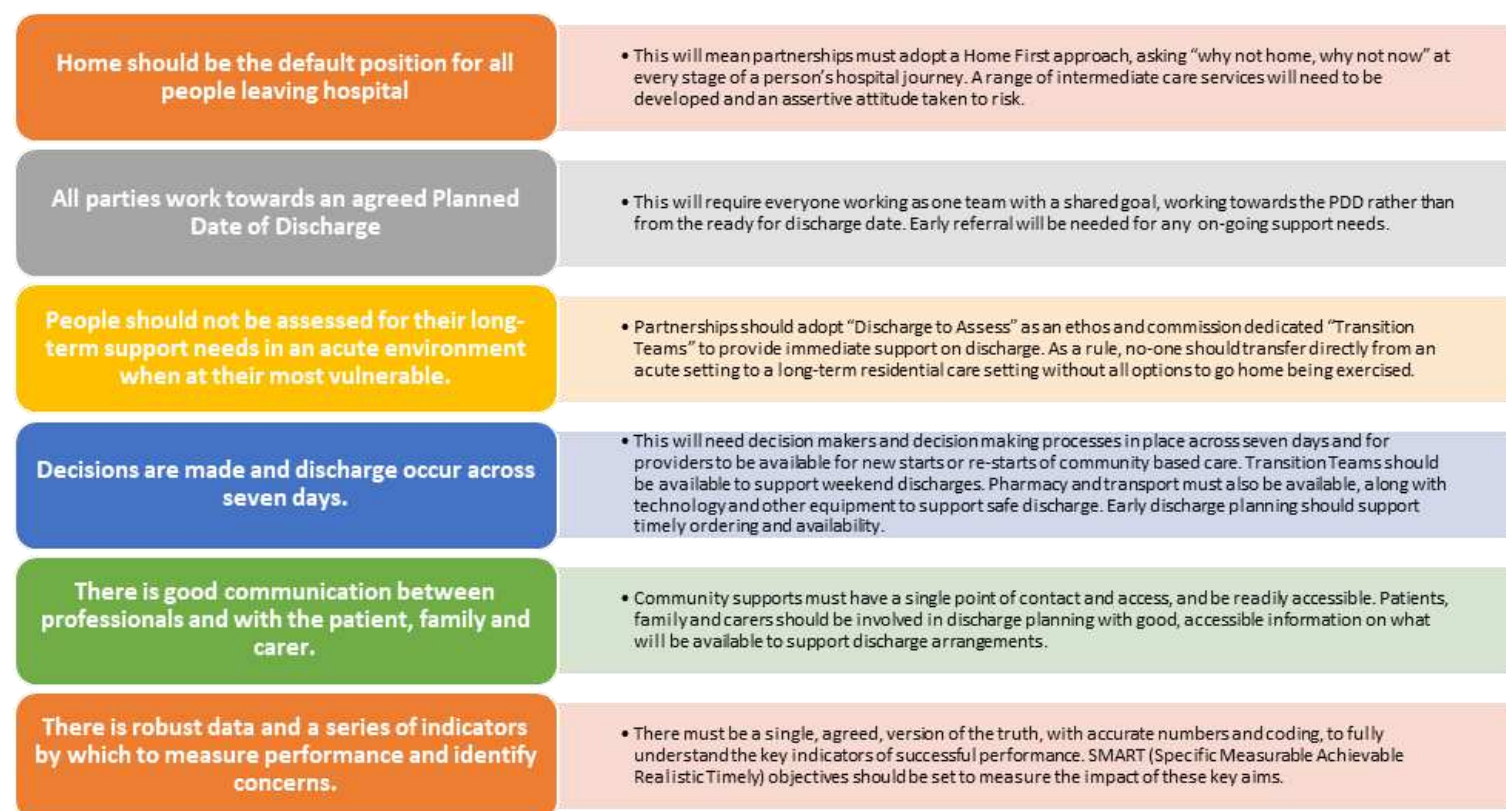 Home should be the default position for all
people leaving hospital
• This will mean partnerships must adopt a Home First approach, asking “why not home, why not now” at
every stage of a person’s hospital journey. A range of intermediate care services will need to be
developed and an assertive attitude taken to risk.
All parties work towards an agreed Planned
Date of Discharge
• This will require everyone working as one team with a shared goal, working towards the PDD rather than
from the ready for discharge date. Early referral will be needed for any on-going support needs.
People should not be assessed for their long-
term support needs in an acute environment
when at their most vulnerable.
• Partnerships should adopt “Discharge to Assess” as an ethos and commission dedicated “Transition
Teams” to provide immediate support on discharge. As a rule, no-one should transfer directly from an
acute setting to a long-term residential care setting without all options to go home being exercised.
Decisions are made and discharge occur across
seven days.
• This will need decision makers and decision making processes in place across seven days and for
providers to be available for new starts or re-starts of community based care. Transition Teams should
be available to support weekend discharges. Pharmacy and transport must also be available, along with
technology and other equipment to support safe discharge. Early discharge planning should support
timely ordering and availability.
There is good communication between
professionals and with the patient, family and
carer.
• Community supports must have a single point of contact and access, and be readily accessible. Patients,
family and carers should be involved in discharge planning with good, accessible information on what
will be available to support discharge arrangements.
There is robust data and a series of indicators
by which to measure performance and identify
concerns.
• There must be a single, agreed, version of the truth, with accurate numbers and coding, to fully
understand the key indicators of successful performance. SMART (Specific Measurable Achievable
Realistic Timely) objectives should be set to measure the impact of these key aims.